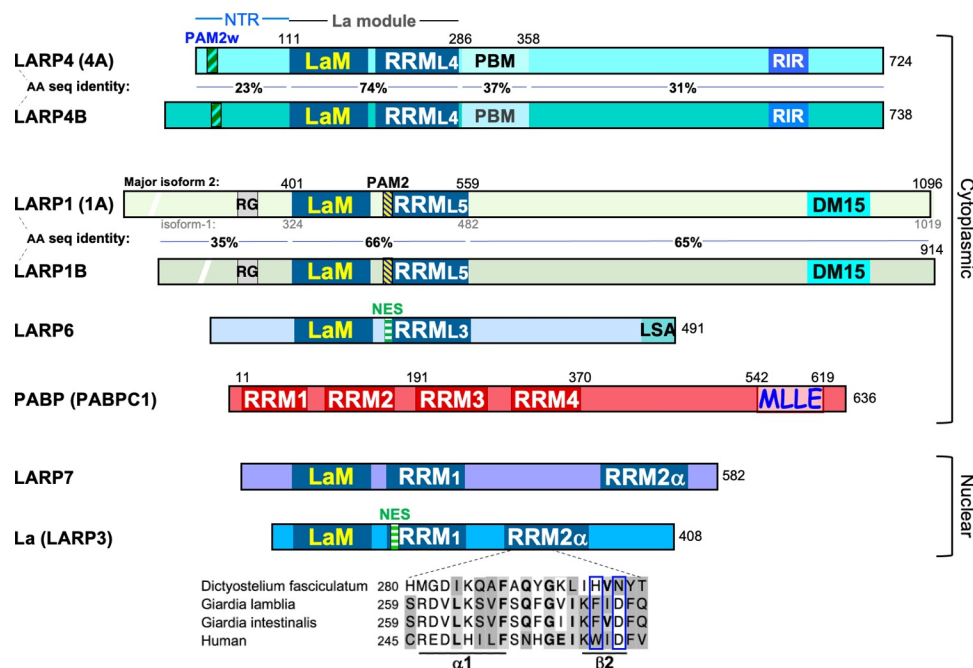 NTR La module
PAM2w 111 286 358
LARP4 (4A) LaM RRML4 PBM RIR 724
AA seq identity: 23% 74% 37% 31%
LARP4B LaM RRML4 PBM RIR 738
Major isoform 2: 401 PAM2 559 1096
LARP1 (1A) RG LaM RRML5 DM15
isoform-1: 324 482 1019
AA seq identity: 35% 66% 65%
914
LARP1B RG LaM RRML5 DM15
NES
LARP6 LaM RRML3 LSA 491
11 191 370 542 619
PABP (PABPC1) RRM1 RRM2 RRM3 RRM4 MLLE 636
Cytoplasmic
LARP7 LaM RRM1 RRM2α 582
NES
La (LARP3) LaM RRM1 RRM2α 408
Nuclear
Dictyostelium fasciculatum 280 HMGDIKQAFAQYGKLIHVNYT
Giardia lamblia 259 SRDVLKSVFSQFGVIKFIDFQ
Giardia intestinalis 259 SRDVLKSVFSQFGIIKFVDFQ
Human 245 CREDLHILFSNHGEIKWIDFV
α1 β2